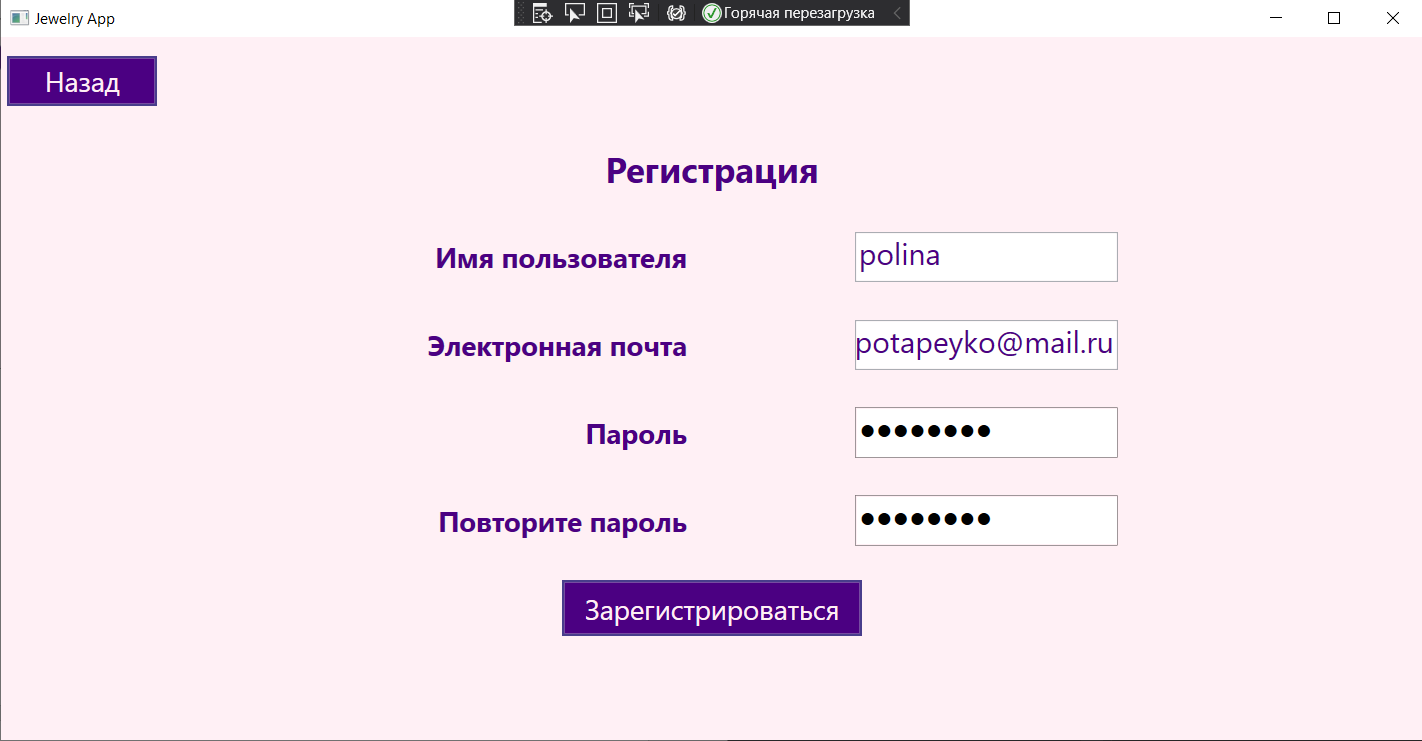 Jewelry App
Горячая перезагрузка
Назад
Регистрация
Имя пользователя
polina
Электронная почта
potapeyko@mail.ru
Пароль
••••••••
Повторите пароль
••••••••
Зарегистрироваться